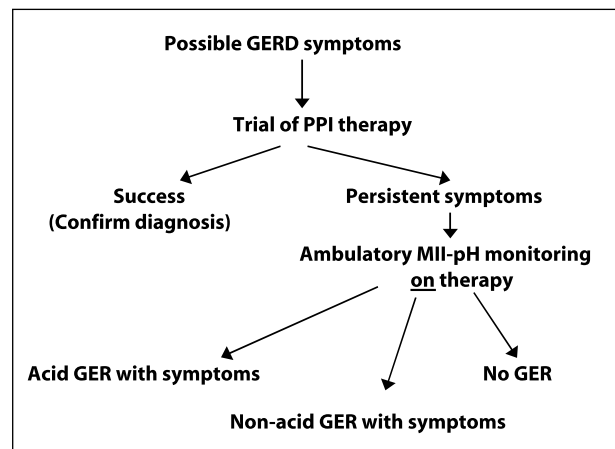 Possible GERD symptoms
Trial of PPI therapy
Success
(Confirm diagnosis)
Persistent symptoms
Ambulatory MII-pH monitoring
on therapy
Acid GER with symptoms
No GER
Non-acid GER with symptoms